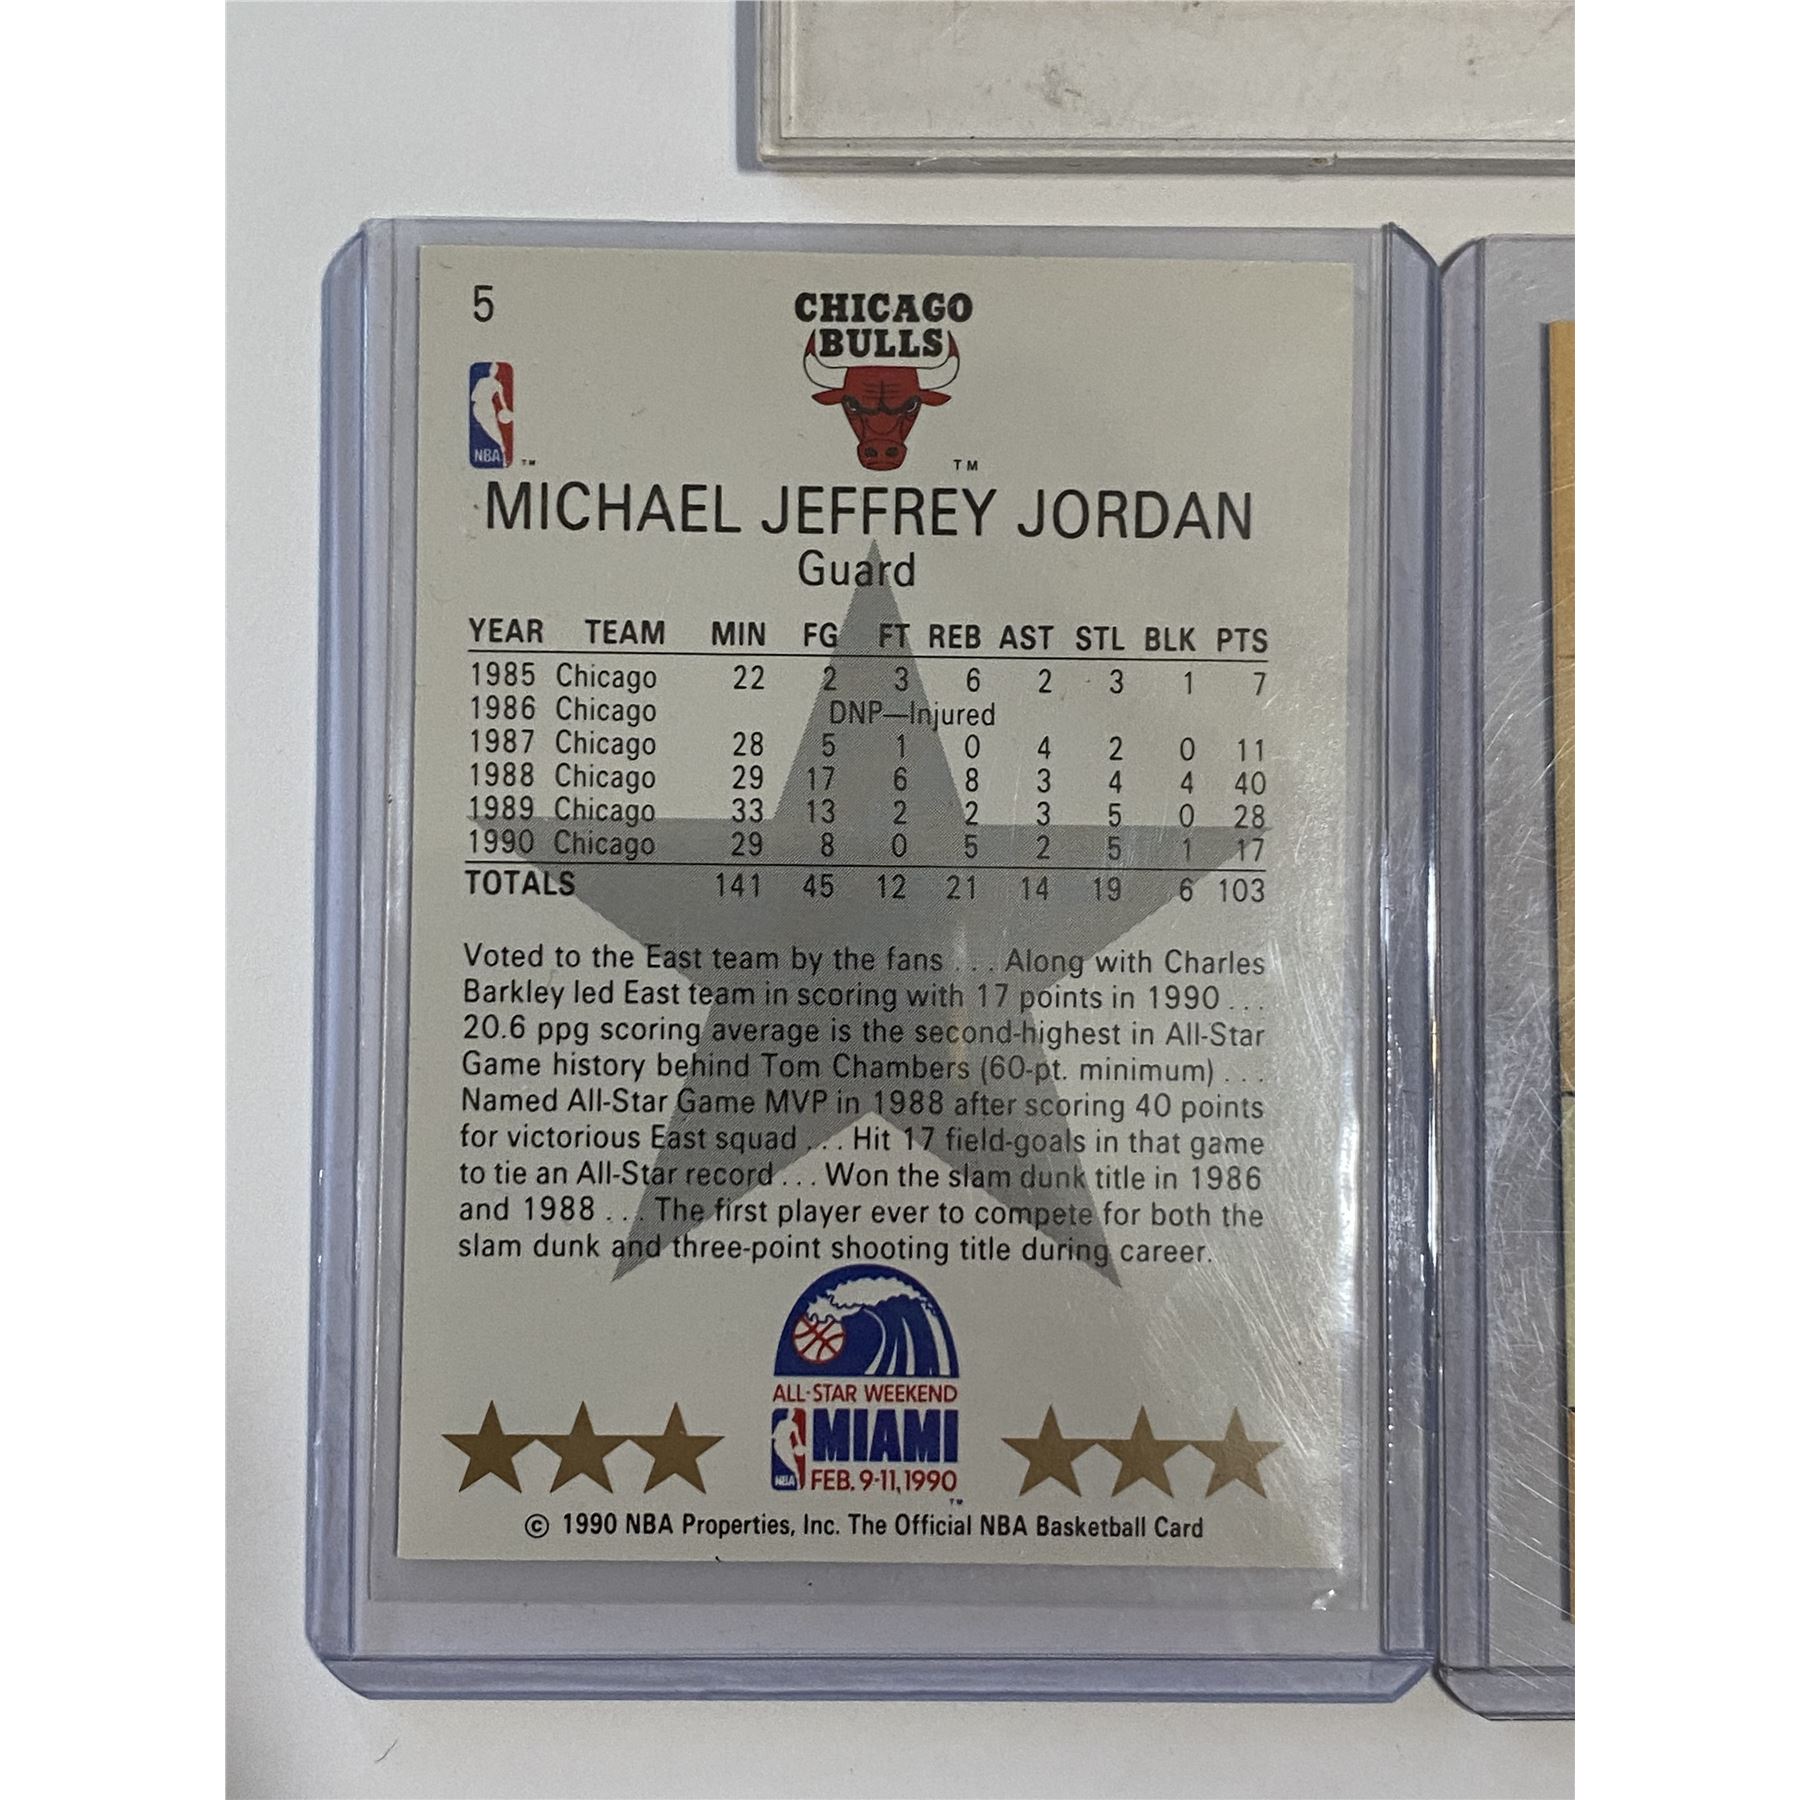 5
CHICAGO
BULLS
NBA ™
™
MICHAEL JEFFREY JORDAN
Guard
YEAR TEAM MIN FG FT REB AST STL BLK PTS
1985 Chicago 22 2 3 6 2 3 1 7
1986 Chicago DNP—Injured
1987 Chicago 28 5 1 0 4 2 0 11
1988 Chicago 29 17 6 8 3 4 4 40
1989 Chicago 33 13 2 2 3 5 0 28
1990 Chicago 29 8 0 5 2 5 1 17
TOTALS 141 45 12 21 14 19 6 103
Voted to the East team by the fans . . . Along with Charles
Barkley led East team in scoring with 17 points in 1990 . . .
20.6 ppg scoring average is the second-highest in All-Star
Game history behind Tom Chambers (60-pt. minimum) . . .
Named All-Star Game MVP in 1988 after scoring 40 points
for victorious East squad . . . Hit 17 field-goals in that game
to tie an All-Star record . . . Won the slam dunk title in 1986
and 1988 . . . The first player ever to compete for both the
slam dunk and three-point shooting title during career.
ALL-STAR WEEKEND
MIAMI
NBA FEB. 9-11, 1990
™
© 1990 NBA Properties, Inc. The Official NBA Basketball Card